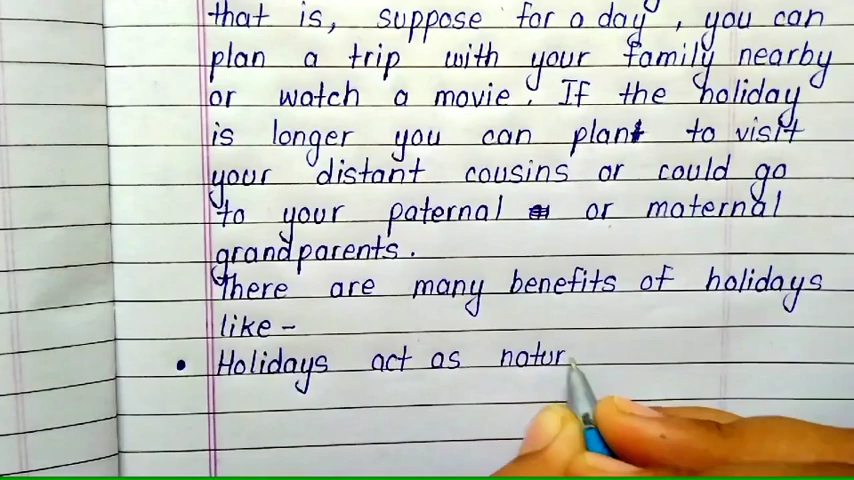 that is, suppose for a day, you can
plan a trip with your family nearby
or watch a movie. If the holiday
is longer you can plan to visit
your distant cousins or could go
to your paternal or maternal
grandparents.
There are many benefits of holidays
like -
• Holidays act as natur